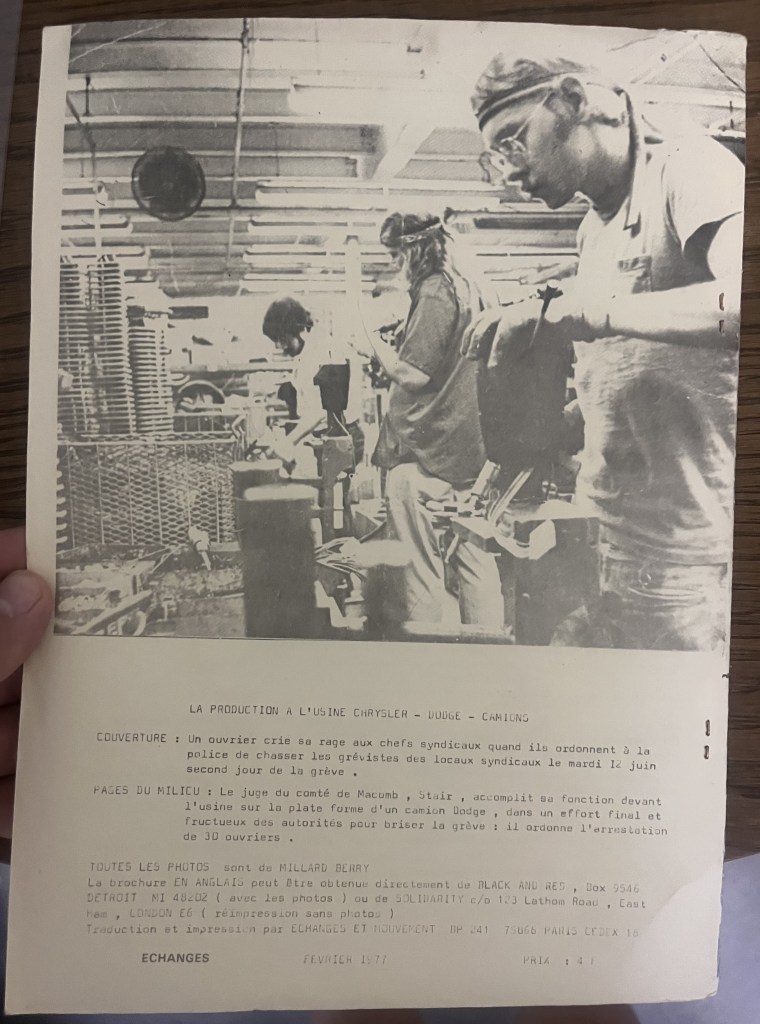 LA PRODUCTION A L'USINE CHRYSLER - DODGE - CAMIONS
COUVERTURE : Un ouvrier crie sa rage aux chefs syndicaux quand ils ordonnent à la
police de chasser les grévistes des locaux syndicaux le mardi I2 juin
second jour de la grève .
PAGES DU MILIEU : Le juge du comté de Macomb , Stair , accomplit sa fonction devant
l'usine sur la plate forme d'un camion Dodge , dans un effort final et
fructueux des autorités pour briser la grève : il ordonne l'arrestation
de 30 ouvriers .
TOUTES LES PHOTOS sont de MILLARD BERRY
La brochure EN ANGLAIS peut être obtenue directement de BLACK AND RED , Box 9546
DETROIT MI 48202 ( avec les photos ) ou de SOLIDARITY c/o 123 Lathom Road , East
Ham , LONDON E6 ( réimpression sans photos )
Traduction et impression par ECHANGES ET MOUVEMENT BP 241 75866 PARIS CEDEX 18
ECHANGES FEVRIER 1977 PRIX : 4